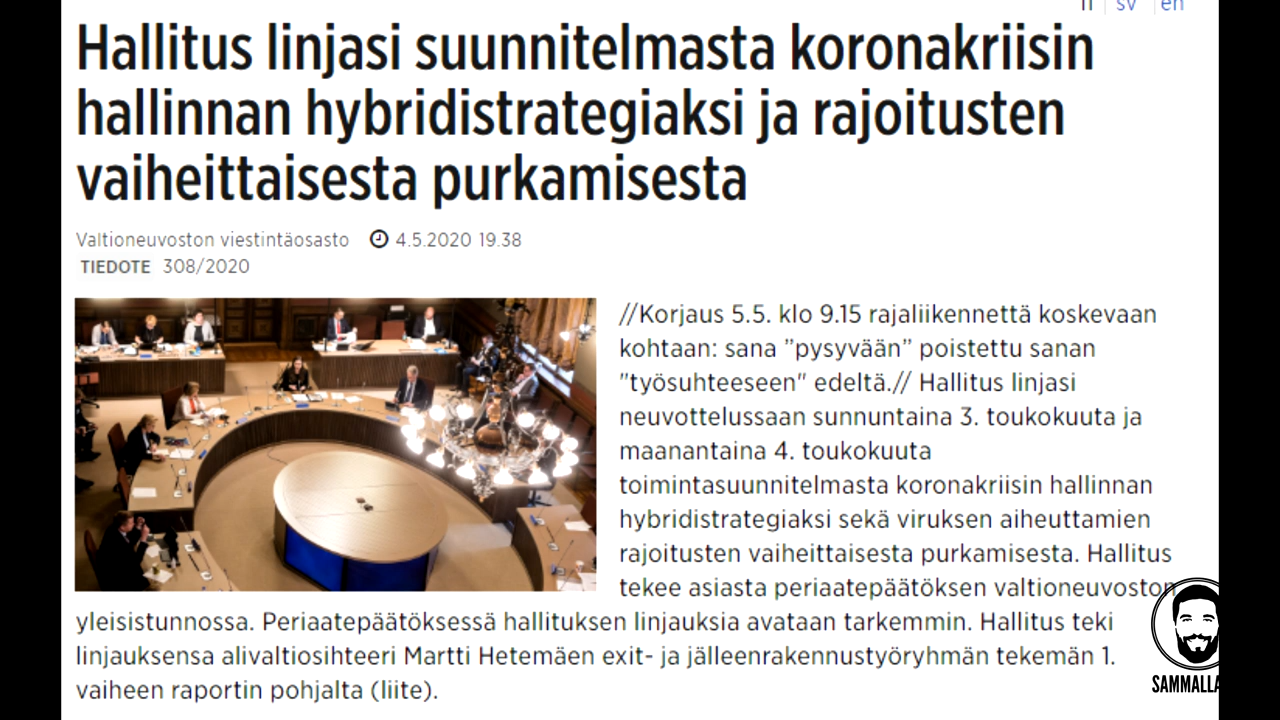 fi sv en
Hallitus linjasi suunnitelmasta koronakriisin
hallinnan hybridistrategiaksi ja rajoitusten
vaiheittaisesta purkamisesta
Valtioneuvoston viestintäosasto 4.5.2020 19.38
TIEDOTE 308/2020
//Korjaus 5.5. klo 9.15 rajaliikennettä koskevaan
kohtaan: sana ”pysyvään” poistettu sanan
"työsuhteeseen" edeltä.// Hallitus linjasi
neuvottelussaan sunnuntaina 3. toukokuuta ja
maanantaina 4. toukokuuta
toimintasuunnitelmasta koronakriisin hallinnan
hybridistrategiaksi sekä viruksen aiheuttamien
rajoitusten vaiheittaisesta purkamisesta. Hallitus
tekee asiasta periaatepäätöksen valtioneuvoston
yleisistunnossa. Periaatepäätöksessä hallituksen linjauksia avataan tarkemmin. Hallitus teki
linjauksensa alivaltiosihteeri Martti Hetemäen exit- ja jälleenrakennustyöryhmän tekemän 1.
vaiheen raportin pohjalta (liite).
SAMMALLA